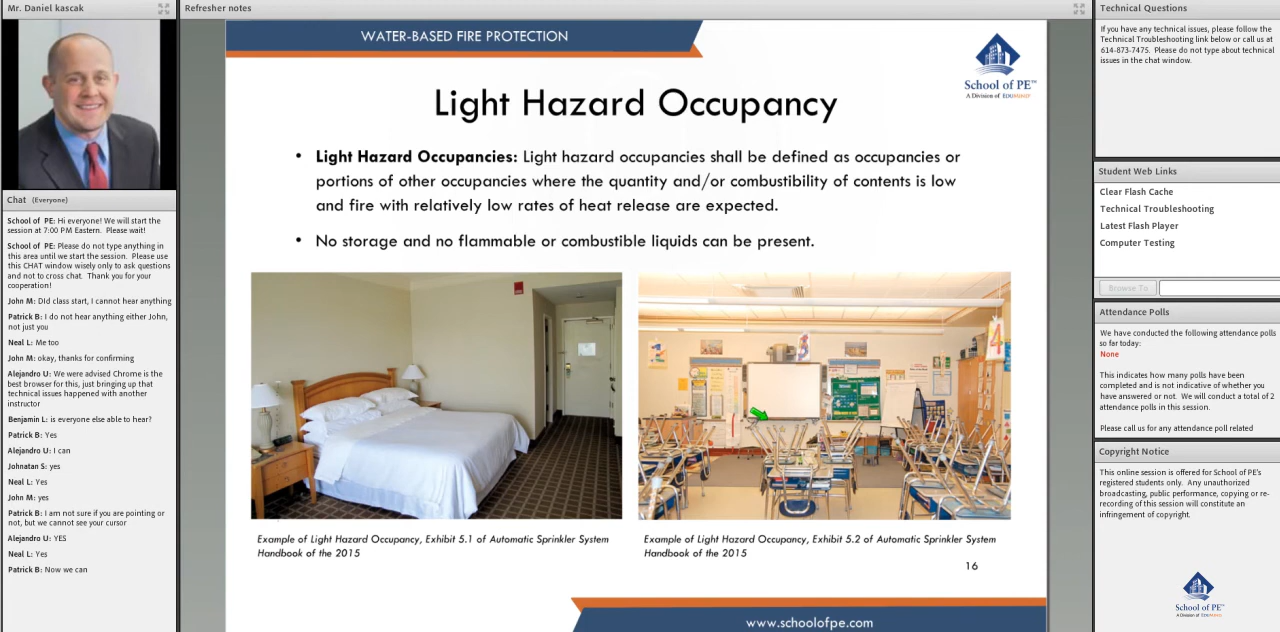 Mr. Daniel kascak
Chat (Everyone)
School of PE: Hi everyone! We will start the
session at 7:00 PM Eastern. Please wait!
School of PE: Please do not type anything in
this area until we start the session. Please use
this CHAT window wisely only to ask questions
and not to cross chat. Thank you for your
cooperation!
John M: DId class start, I cannot hear anything
Patrick B: I do not hear anything either John,
not just you
Neal L: Me too
John M: okay, thanks for confirming
Alejandro U: We were advised Chrome is the
best browser for this, just bringing up that
technical issues happened with another
instructor
Benjamin L: is everyone else able to hear?
Patrick B: Yes
Alejandro U: I can
Johnatan S: yes
Neal L: Yes
John M: yes
Patrick B: I am not sure if you are pointing or
not, but we cannot see your cursor
Alejandro U: YES
Neal L: Yes
Patrick B: Now we can
Refresher notes
WATER-BASED FIRE PROTECTION
School of PE™
A Division of EDUMIND
Light Hazard Occupancy
• Light Hazard Occupancies: Light hazard occupancies shall be defined as occupancies or
portions of other occupancies where the quantity and/or combustibility of contents is low
and fire with relatively low rates of heat release are expected.
• No storage and no flammable or combustible liquids can be present.
Example of Light Hazard Occupancy, Exhibit 5.1 of Automatic Sprinkler System
Handbook of the 2015
Example of Light Hazard Occupancy, Exhibit 5.2 of Automatic Sprinkler System
Handbook of the 2015
16
www.schoolofpe.com
Technical Questions
If you have any technical issues, please follow the
Technical Troubleshooting link below or call us at
614-873-7475. Please do not type about technical
issues in the chat window.
Student Web Links
Clear Flash Cache
Technical Troubleshooting
Latest Flash Player
Computer Testing
Browse To
Attendance Polls
We have conducted the following attendance polls
so far today:
None
This indicates how many polls have been
completed and is not indicative of whether you
have answered or not. We will conduct a total of 2
attendance polls in this session.
Please call us for any attendance poll related
Copyright Notice
This online session is offered for School of PE's
registered students only. Any unauthorized
broadcasting, public performance, copying or re-
recording of this session will constitute an
infringement of copyright.
School of PE™
A Division of EDUMIND